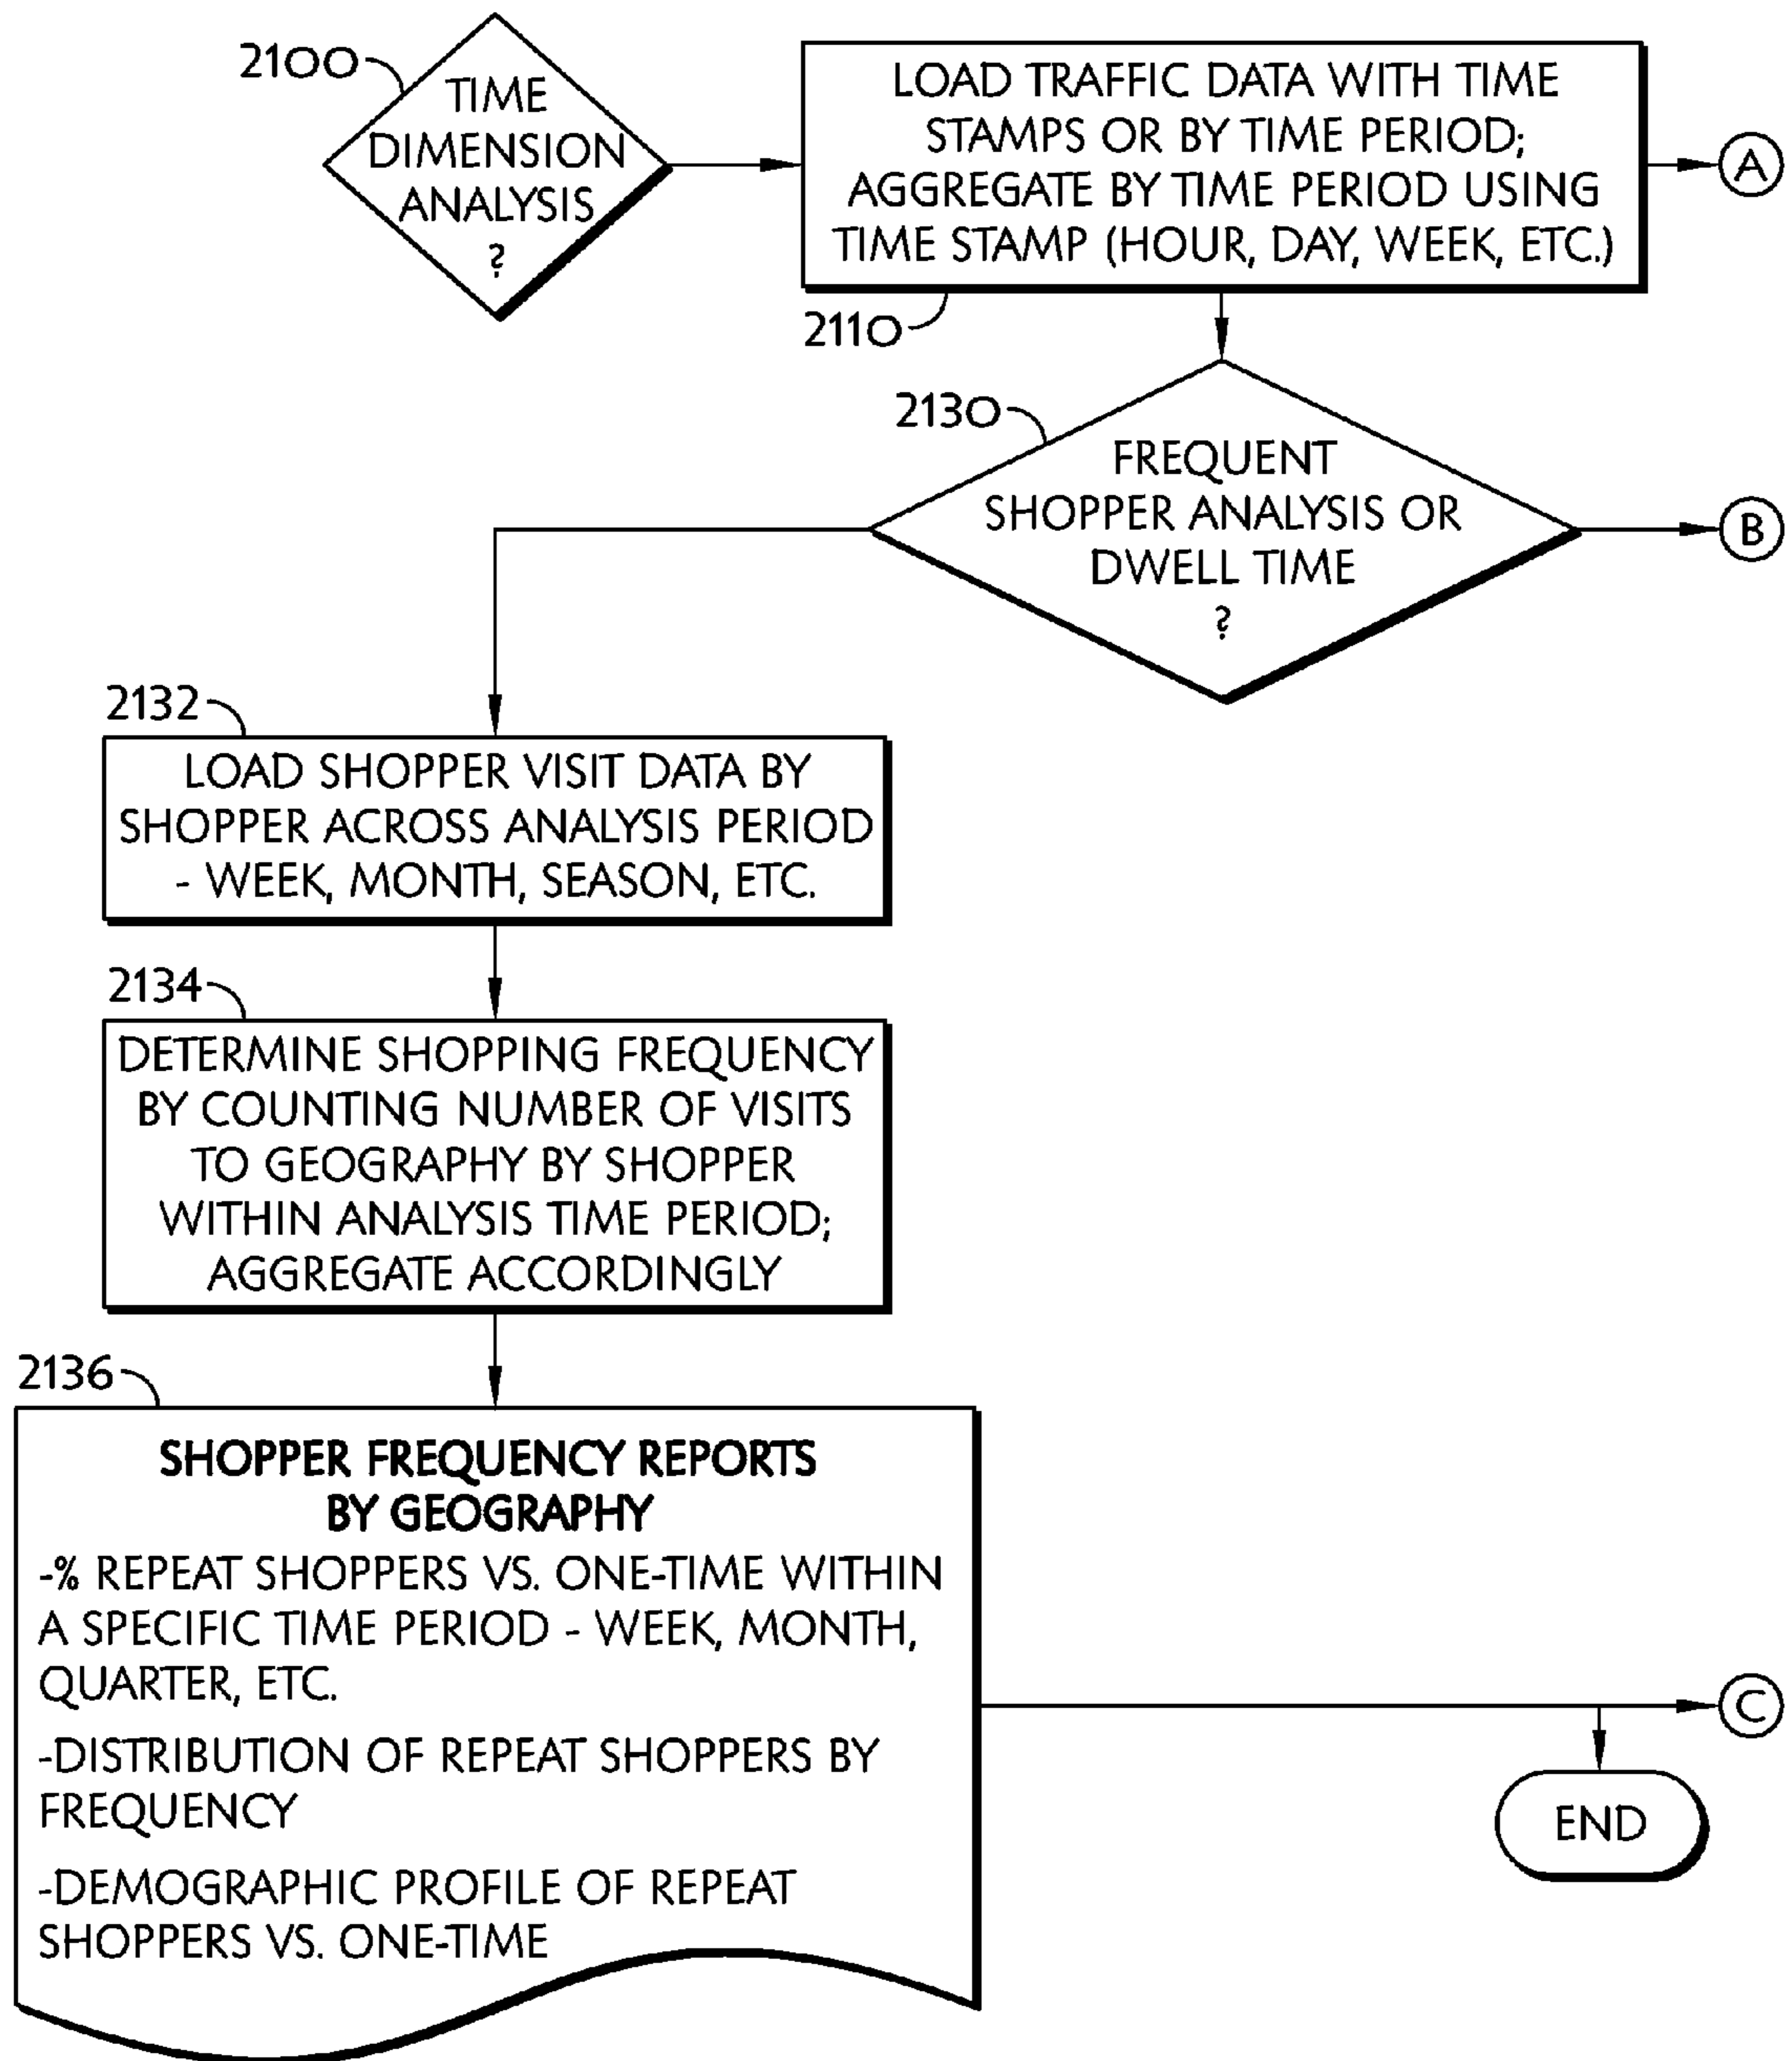 2100
TIME
DIMENSION
ANALYSIS
?
LOAD TRAFFIC DATA WITH TIME
STAMPS OR BY TIME PERIOD;
AGGREGATE BY TIME PERIOD USING
TIME STAMP (HOUR, DAY, WEEK, ETC.)
A
2110
2130
FREQUENT
SHOPPER ANALYSIS OR
DWELL TIME
?
B
2132
LOAD SHOPPER VISIT DATA BY
SHOPPER ACROSS ANALYSIS PERIOD
- WEEK, MONTH, SEASON, ETC.
2134
DETERMINE SHOPPING FREQUENCY
BY COUNTING NUMBER OF VISITS
TO GEOGRAPHY BY SHOPPER
WITHIN ANALYSIS TIME PERIOD;
AGGREGATE ACCORDINGLY
2136
SHOPPER FREQUENCY REPORTS
BY GEOGRAPHY
-% REPEAT SHOPPERS VS. ONE-TIME WITHIN
A SPECIFIC TIME PERIOD - WEEK, MONTH,
QUARTER, ETC.
-DISTRIBUTION OF REPEAT SHOPPERS BY
FREQUENCY
-DEMOGRAPHIC PROFILE OF REPEAT
SHOPPERS VS. ONE-TIME
C
END